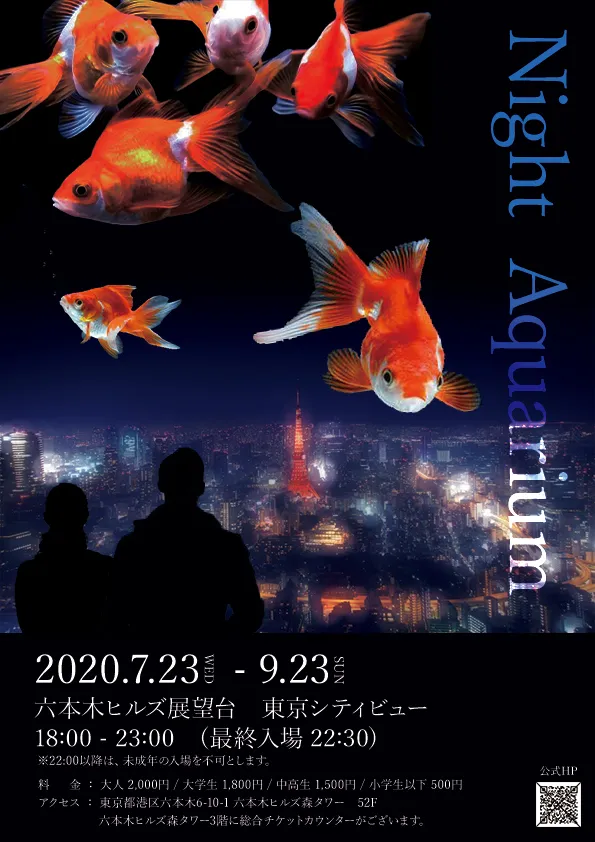 Night Aquarium
2020.7.23 WED - 9.23 SUN
六本木ヒルズ展望台　東京シティビュー
18:00 - 23:00　（最終入場 22:30）
※22:00以降は、未成年の入場を不可とします。
料　金 ： 大人 2,000円 / 大学生 1,800円 / 中高生 1,500円 / 小学生以下 500円
アクセス ： 東京都港区六本木6-10-1 六本木ヒルズ森タワー　52F
六本木ヒルズ森タワー3階に総合チケットカウンターがございます。
公式HP